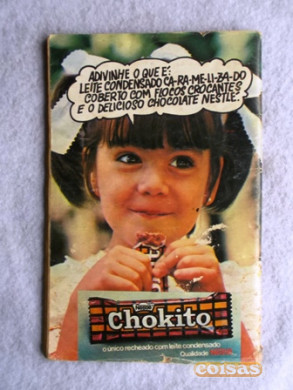 ADIVINHE O QUE É:
LEITE CONDENSADO CA-RA-ME-LI-ZA-DO
COBERTO COM FLOCOS CROCANTES
E O DELICIOSO CHOCOLATE NESTLÉ.
Chokito
o único recheado com leite condensado
Qualidade
coisas